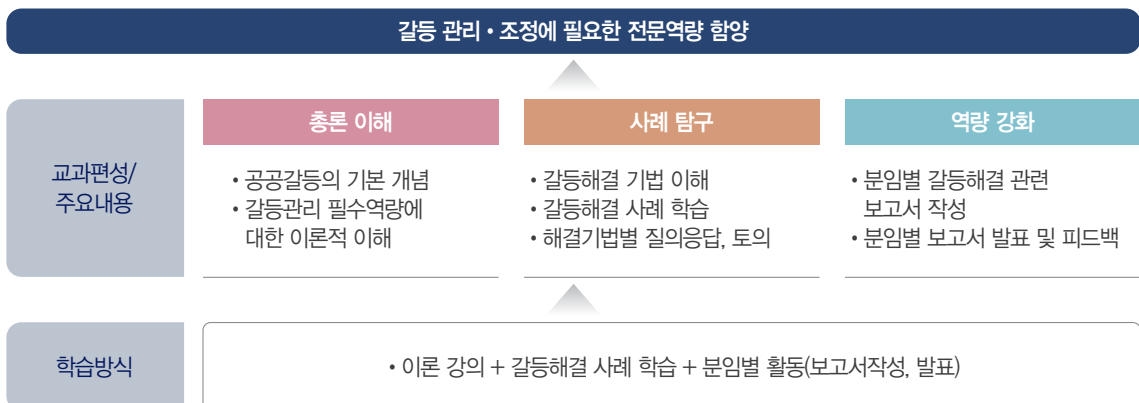 갈등 관리・조정에 필요한 전문역량 함양
교과편성/
주요내용
총론 이해
• 공공갈등의 기본 개념
• 갈등관리 필수역량에
대한 이론적 이해
사례 탐구
• 갈등해결 기법 이해
• 갈등해결 사례 학습
• 해결기법별 질의응답, 토의
역량 강화
• 분임별 갈등해결 관련
보고서 작성
• 분임별 보고서 발표 및 피드백
학습방식
• 이론 강의 + 갈등해결 사례 학습 + 분임별 활동(보고서작성, 발표)